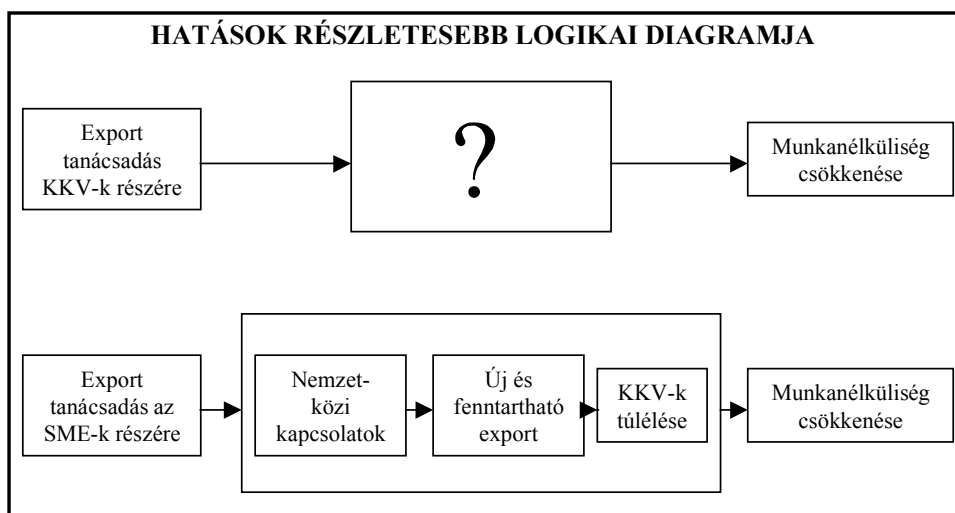 HATÁSOK RÉSZLETESEBB LOGIKAI DIAGRAMJA
Export
tanácsadás
KKV-k részére
?
Munkanélküliség
csökkenése
Export
tanácsadás az
SME-k részére
Nemzet-
közi
kapcsolatok
Új és
fenntartható
export
KKV-k
túlélése
Munkanélküliség
csökkenése